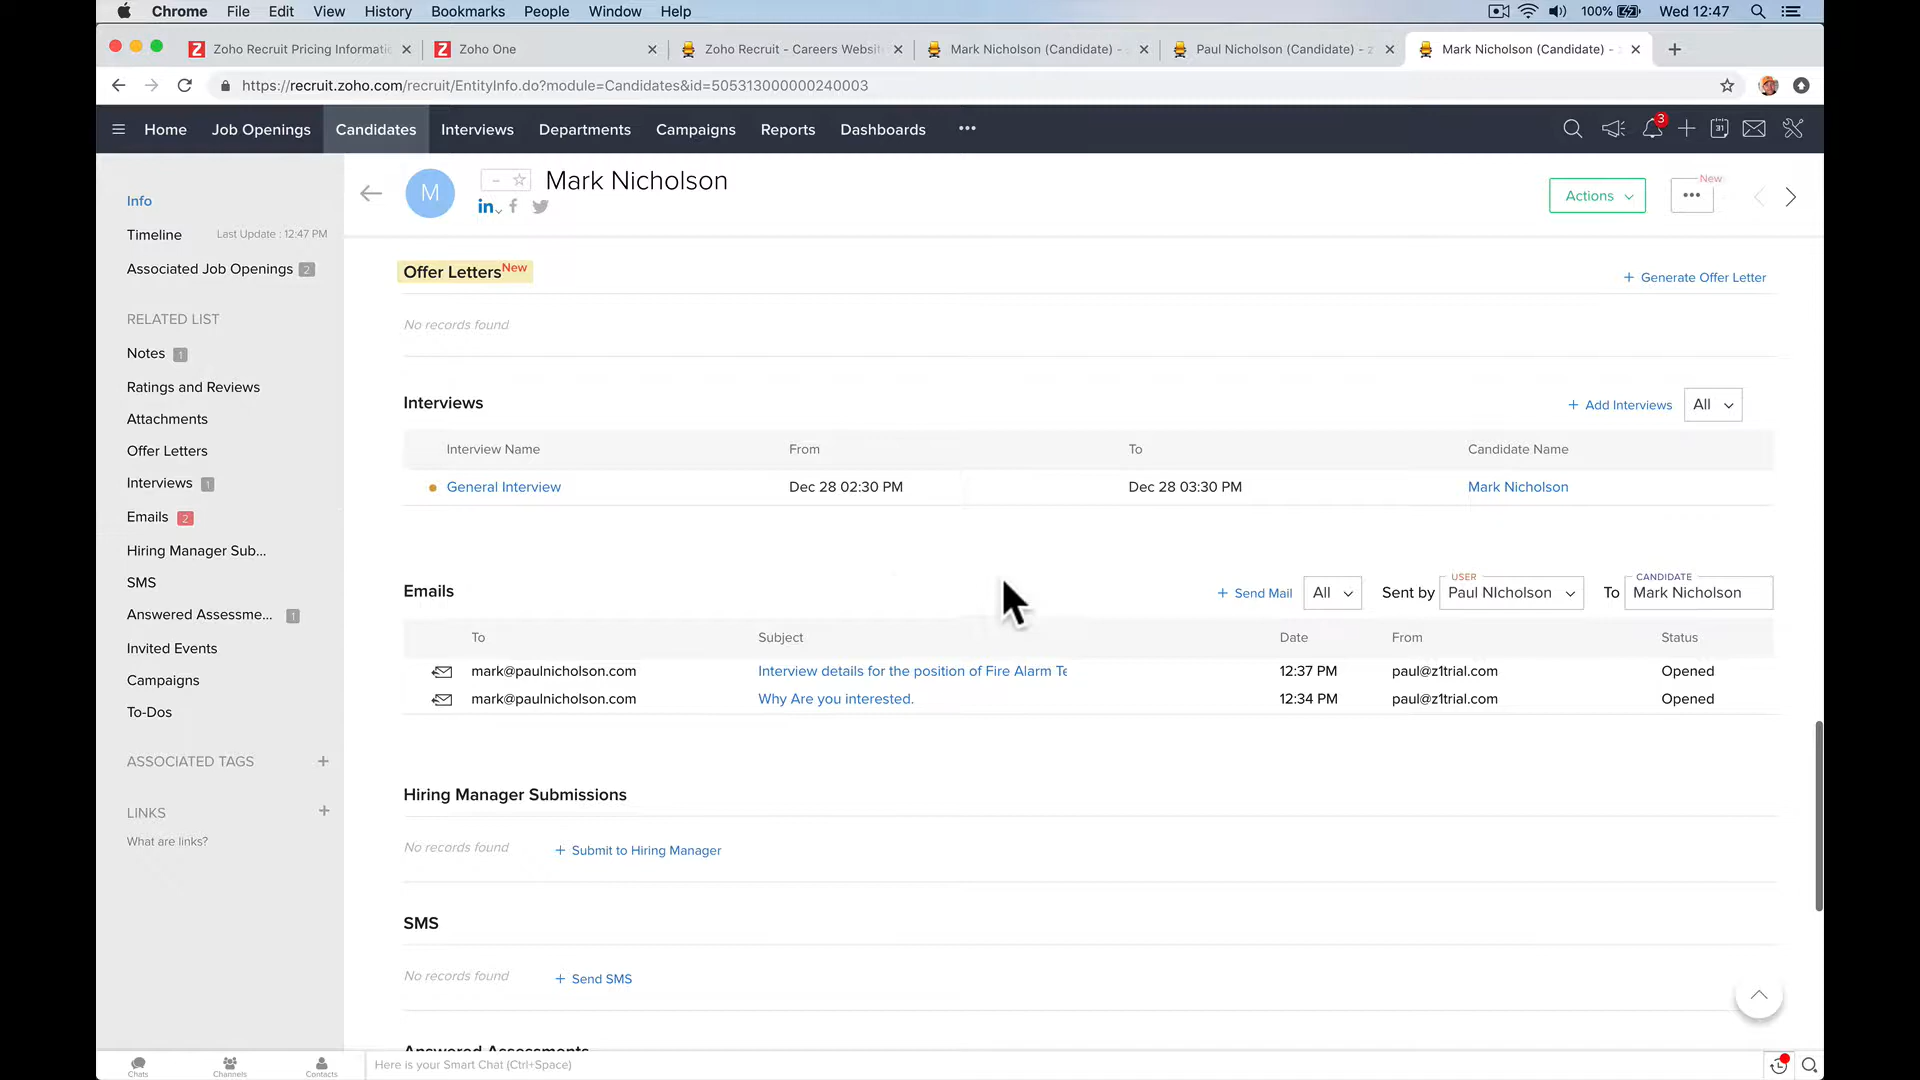 Chrome File Edit View History Bookmarks People Window Help 100% Wed 12:47
Zoho Recruit Pricing Informati Zoho One Zoho Recruit - Careers Websit Mark Nicholson (Candidate) - Paul Nicholson (Candidate) - z Mark Nicholson (Candidate) -
https://recruit.zoho.com/recruit/EntityInfo.do?module=Candidates&id=505313000000240003
Home Job Openings Candidates Interviews Departments Campaigns Reports Dashboards ••• 3 31
M - Mark Nicholson
Actions ••• New
Info
Timeline Last Update : 12:47 PM
Associated Job Openings 2
RELATED LIST
Notes 1
Ratings and Reviews
Attachments
Offer Letters
Interviews 1
Emails 2
Hiring Manager Sub...
SMS
Answered Assessme... 1
Invited Events
Campaigns
To-Dos
ASSOCIATED TAGS +
LINKS +
What are links?
Offer Letters New
+ Generate Offer Letter
No records found
Interviews
+ Add Interviews All
Interview Name From To Candidate Name
General Interview Dec 28 02:30 PM Dec 28 03:30 PM Mark Nicholson
Emails
+ Send Mail All Sent by USER Paul NIcholson To CANDIDATE Mark Nicholson
To Subject Date From Status
mark@paulnicholson.com Interview details for the position of Fire Alarm Te 12:37 PM paul@z1trial.com Opened
mark@paulnicholson.com Why Are you interested. 12:34 PM paul@z1trial.com Opened
Hiring Manager Submissions
No records found + Submit to Hiring Manager
SMS
No records found + Send SMS
Answered Assessments
Chats Channels Contacts Here is your Smart Chat (Ctrl+Space)